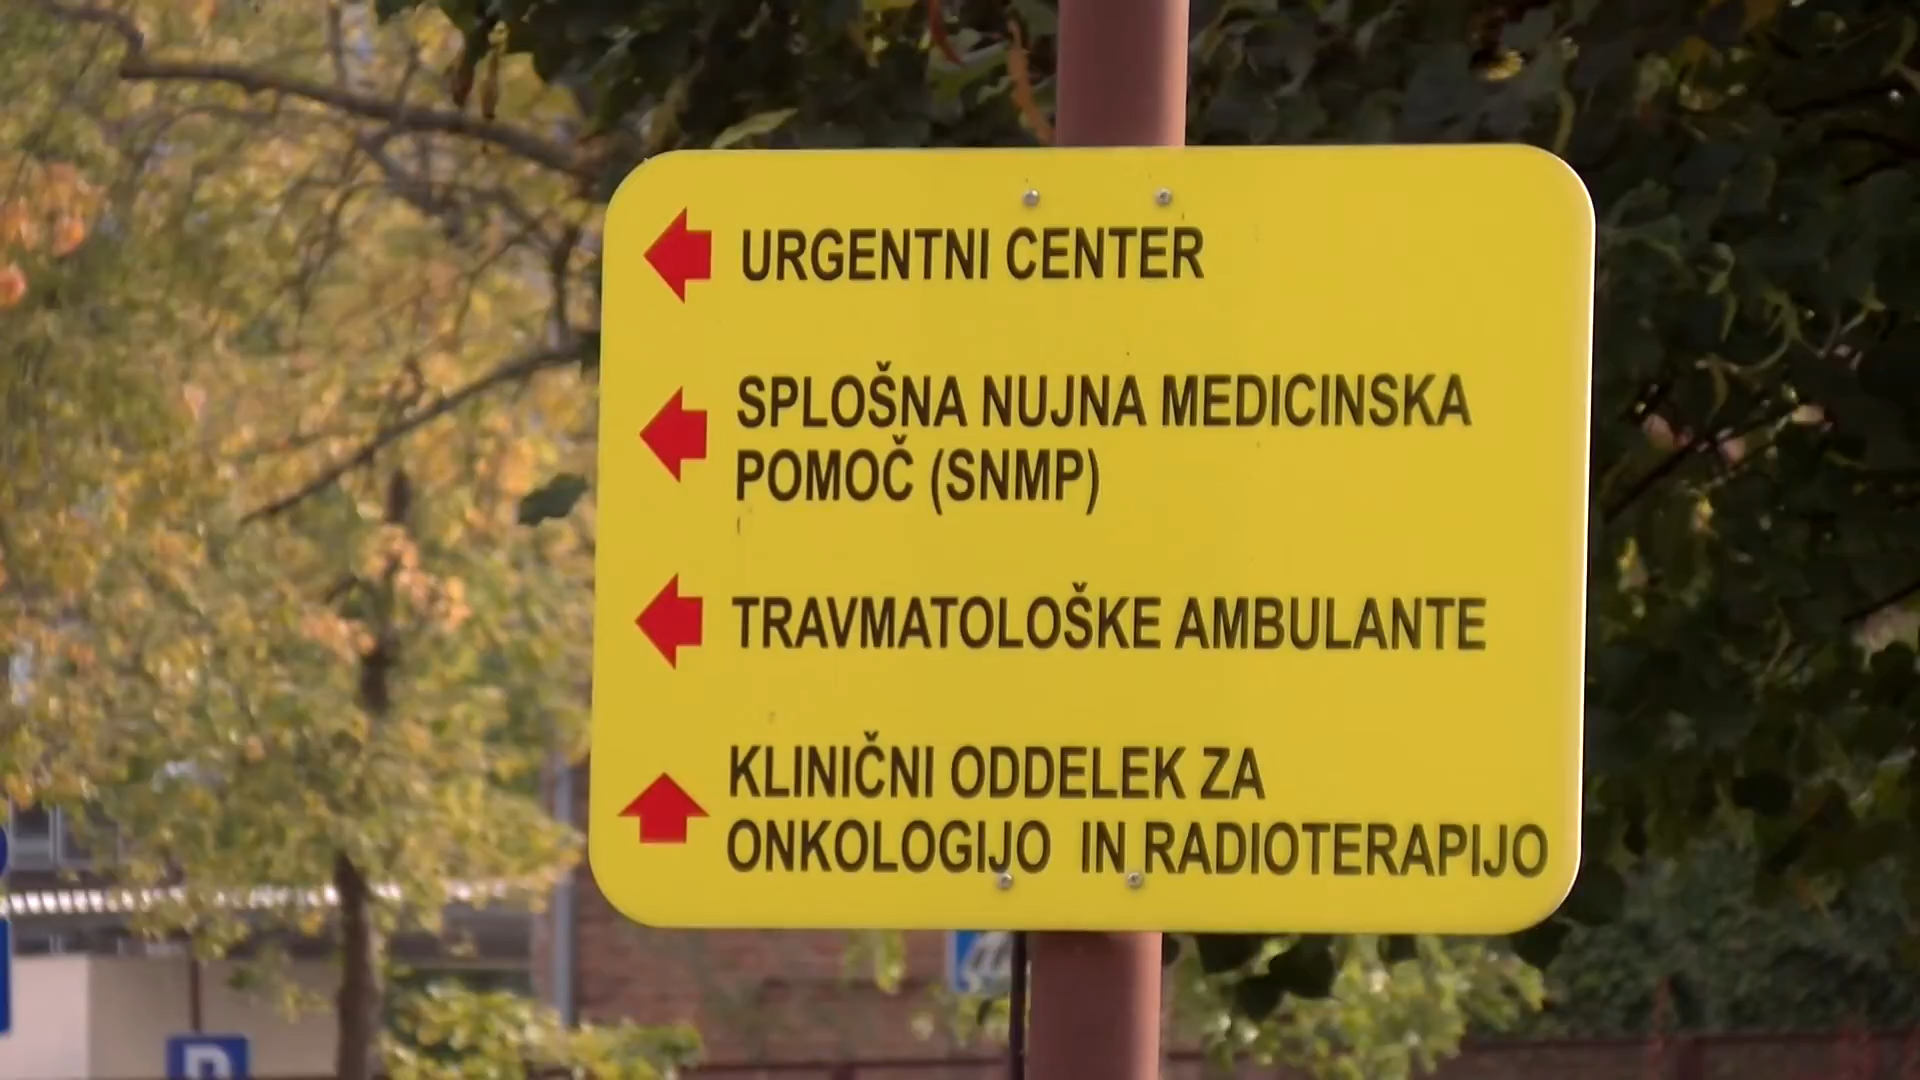 URGENTNI CENTER
SPLOŠNA NUJNA MEDICINSKA
POMOČ (SNMP)
TRAVMATOLOŠKE AMBULANTE
KLINIČNI ODDELEK ZA
ONKOLOGIJO IN RADIOTERAPIJO